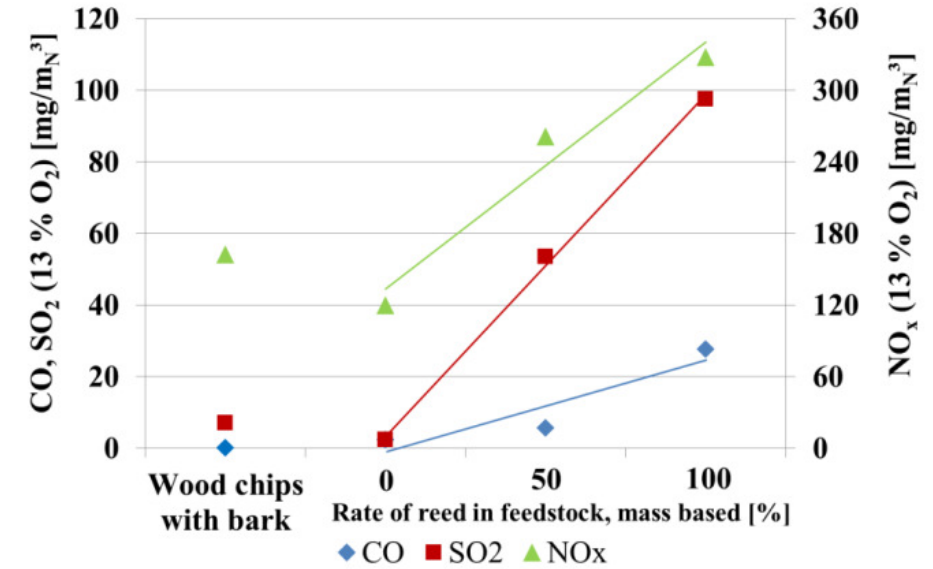 120
100
80
60
40
20
0
CO, SO₂ (13 % O₂) [mg/m_N³]
360
300
240
180
120
60
0
NOₓ (13 % O₂) [mg/m_N³]
Wood chips
with bark
0
50
100
Rate of reed in feedstock, mass based [%]
CO
SO2
NOx